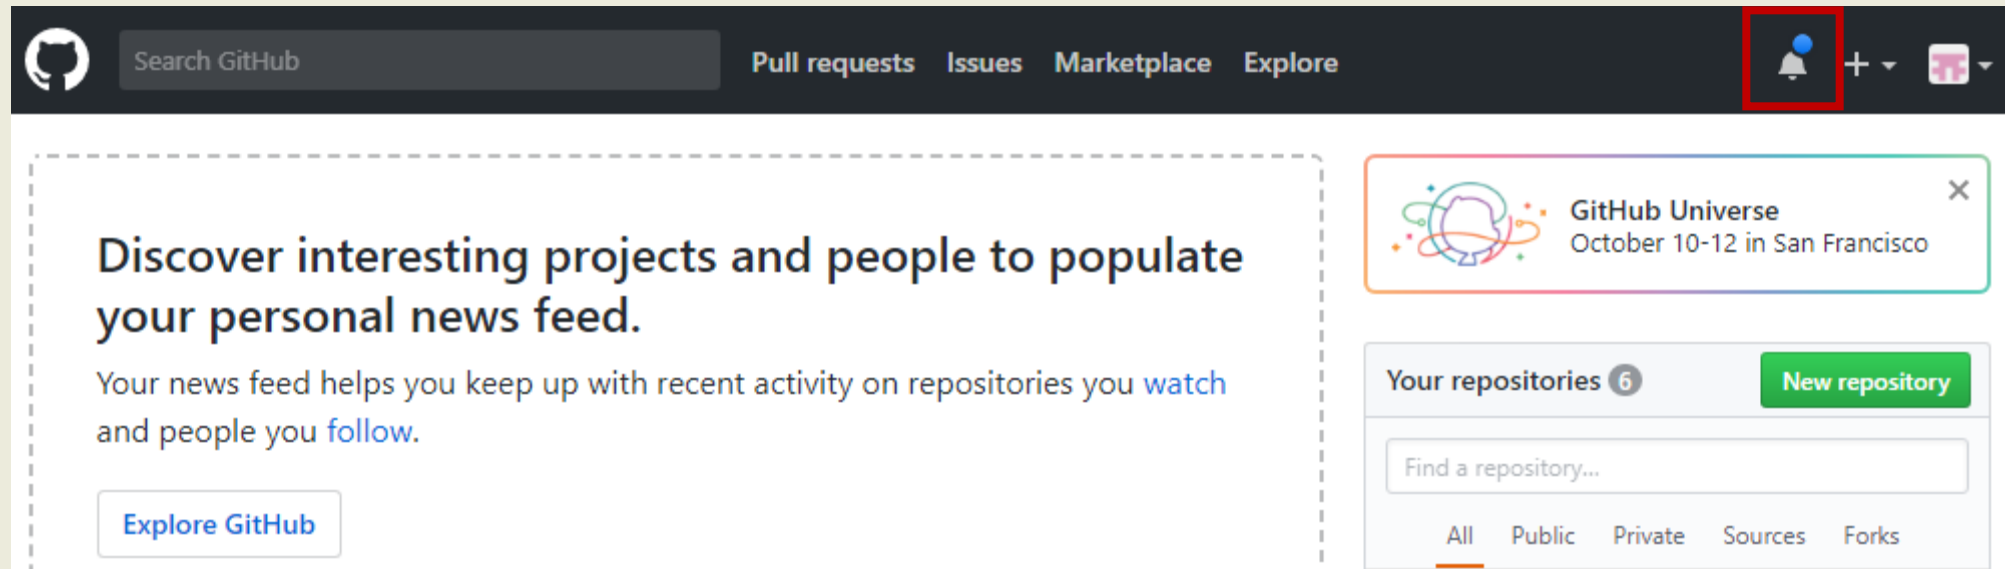 Search GitHub
Pull requests Issues Marketplace Explore
Discover interesting projects and people to populate
your personal news feed.
Your news feed helps you keep up with recent activity on repositories you watch
and people you follow.
Explore GitHub
GitHub Universe
October 10-12 in San Francisco
Your repositories 6
New repository
Find a repository...
All Public Private Sources Forks